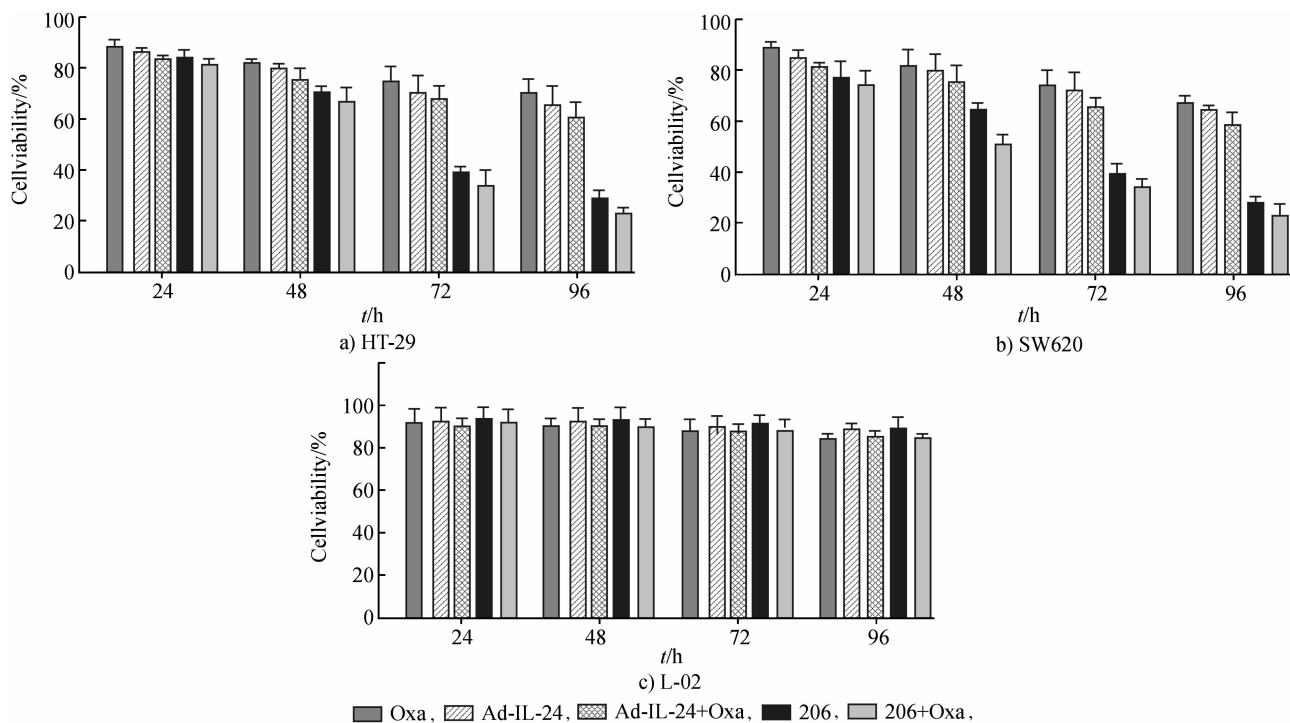 100
80
60
40
20
0
Cellviability/%
24 48 72 96
t/h
a) HT-29
100
80
60
40
20
0
Cellviability/%
24 48 72 96
t/h
b) SW620
100
80
60
40
20
0
Cellviability/%
24 48 72 96
t/h
c) L-02
Oxa, Ad-IL-24, Ad-IL-24+Oxa, 206, 206+Oxa,